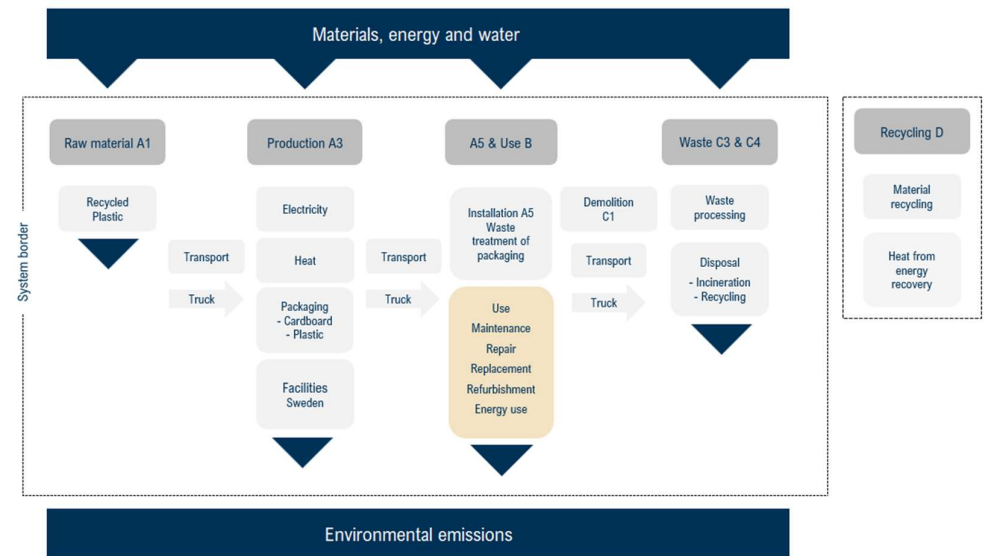 Materials, energy and water
System border
Raw material A1
Recycled
Plastic
Transport
Truck
Production A3
Electricity
Heat
Packaging
- Cardboard
- Plastic
Facilities
Sweden
Transport
Truck
A5 & Use B
Installation A5
Waste
treatment of
packaging
Use
Maintenance
Repair
Replacement
Refurbishment
Energy use
Demolition
C1
Transport
Truck
Waste C3 & C4
Waste
processing
Disposal
- Incineration
- Recycling
Recycling D
Material
recycling
Heat from
energy
recovery
Environmental emissions